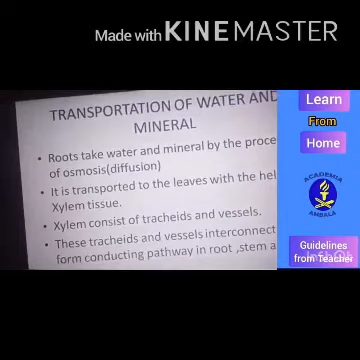 Made with KINEMASTER
TRANSPORTATION OF WATER AND
MINERAL
• Roots take water and mineral by the proce
of osmosis(diffusion)
• It is transported to the leaves with the hel
Xylem tissue.
• Xylem consist of tracheids and vessels.
• These tracheids and vessels interconnect
form conducting pathway in root ,stem a
Learn
From
Home
ACADEMIA
AMBALA
Guidelines
from Teacher